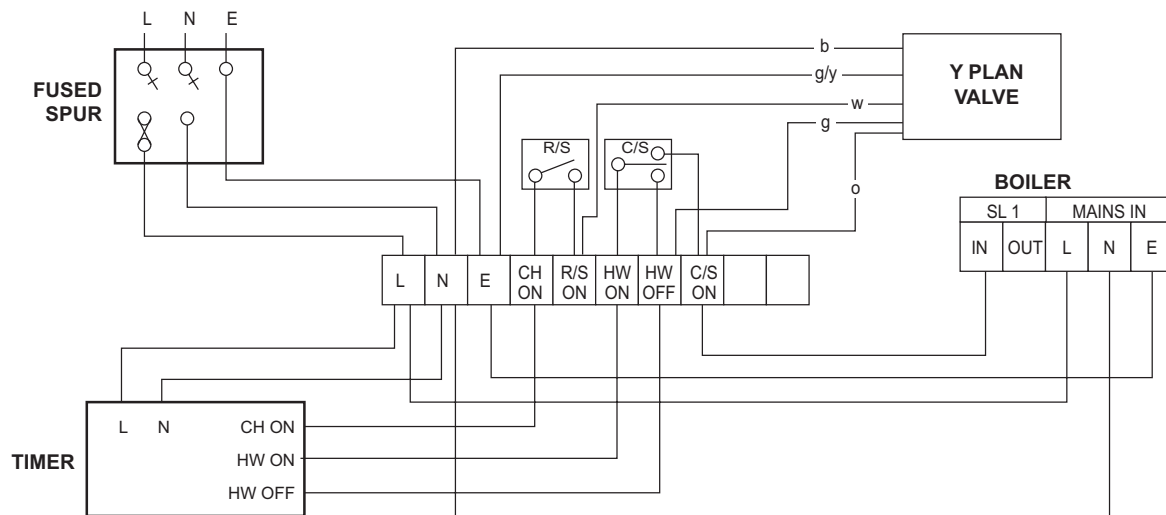 L N E
FUSED
SPUR
b
g/y
w
g
o
Y PLAN
VALVE
R/S
C/S
BOILER
SL 1 MAINS IN
IN OUT L N E
L N E CH ON R/S ON HW ON HW OFF C/S ON
TIMER
L N CH ON
HW ON
HW OFF